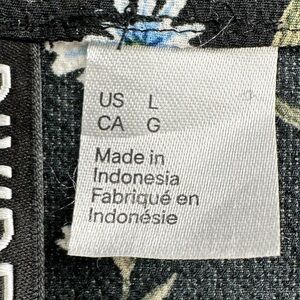 US L
CA G
Made in
Indonesia
Fabriqué en
Indonésie